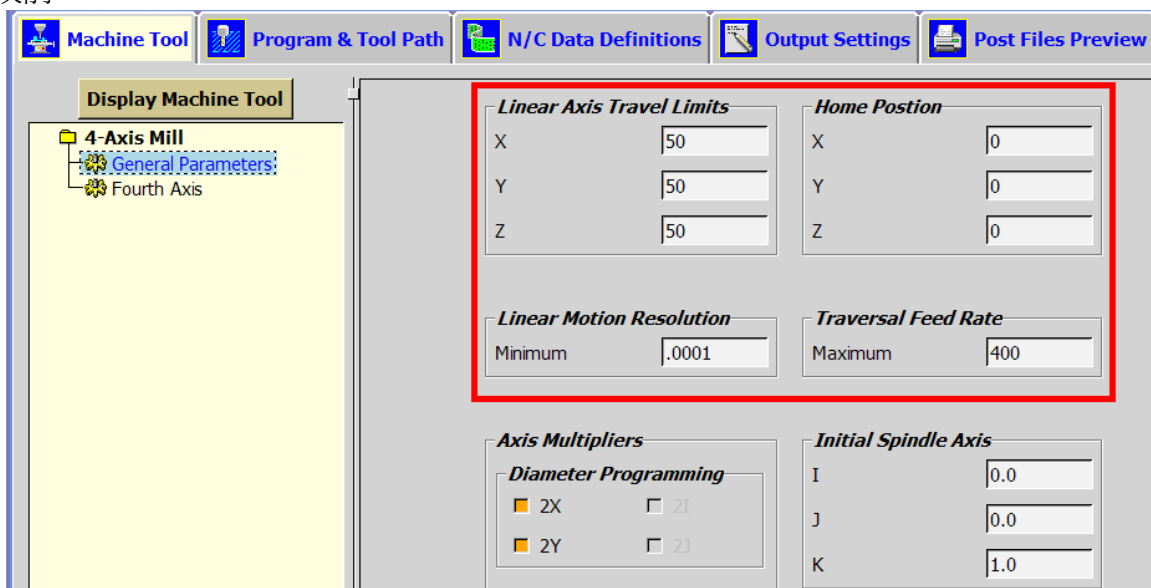 Machine Tool Program & Tool Path N/C Data Definitions Output Settings Post Files Preview
Display Machine Tool
4-Axis Mill
General Parameters
Fourth Axis
Linear Axis Travel Limits
X 50
Y 50
Z 50
Home Postion
X 0
Y 0
Z 0
Linear Motion Resolution
Minimum .0001
Traversal Feed Rate
Maximum 400
Axis Multipliers
Diameter Programming
2X 2I
2Y 2J
Initial Spindle Axis
I 0.0
J 0.0
K 1.0